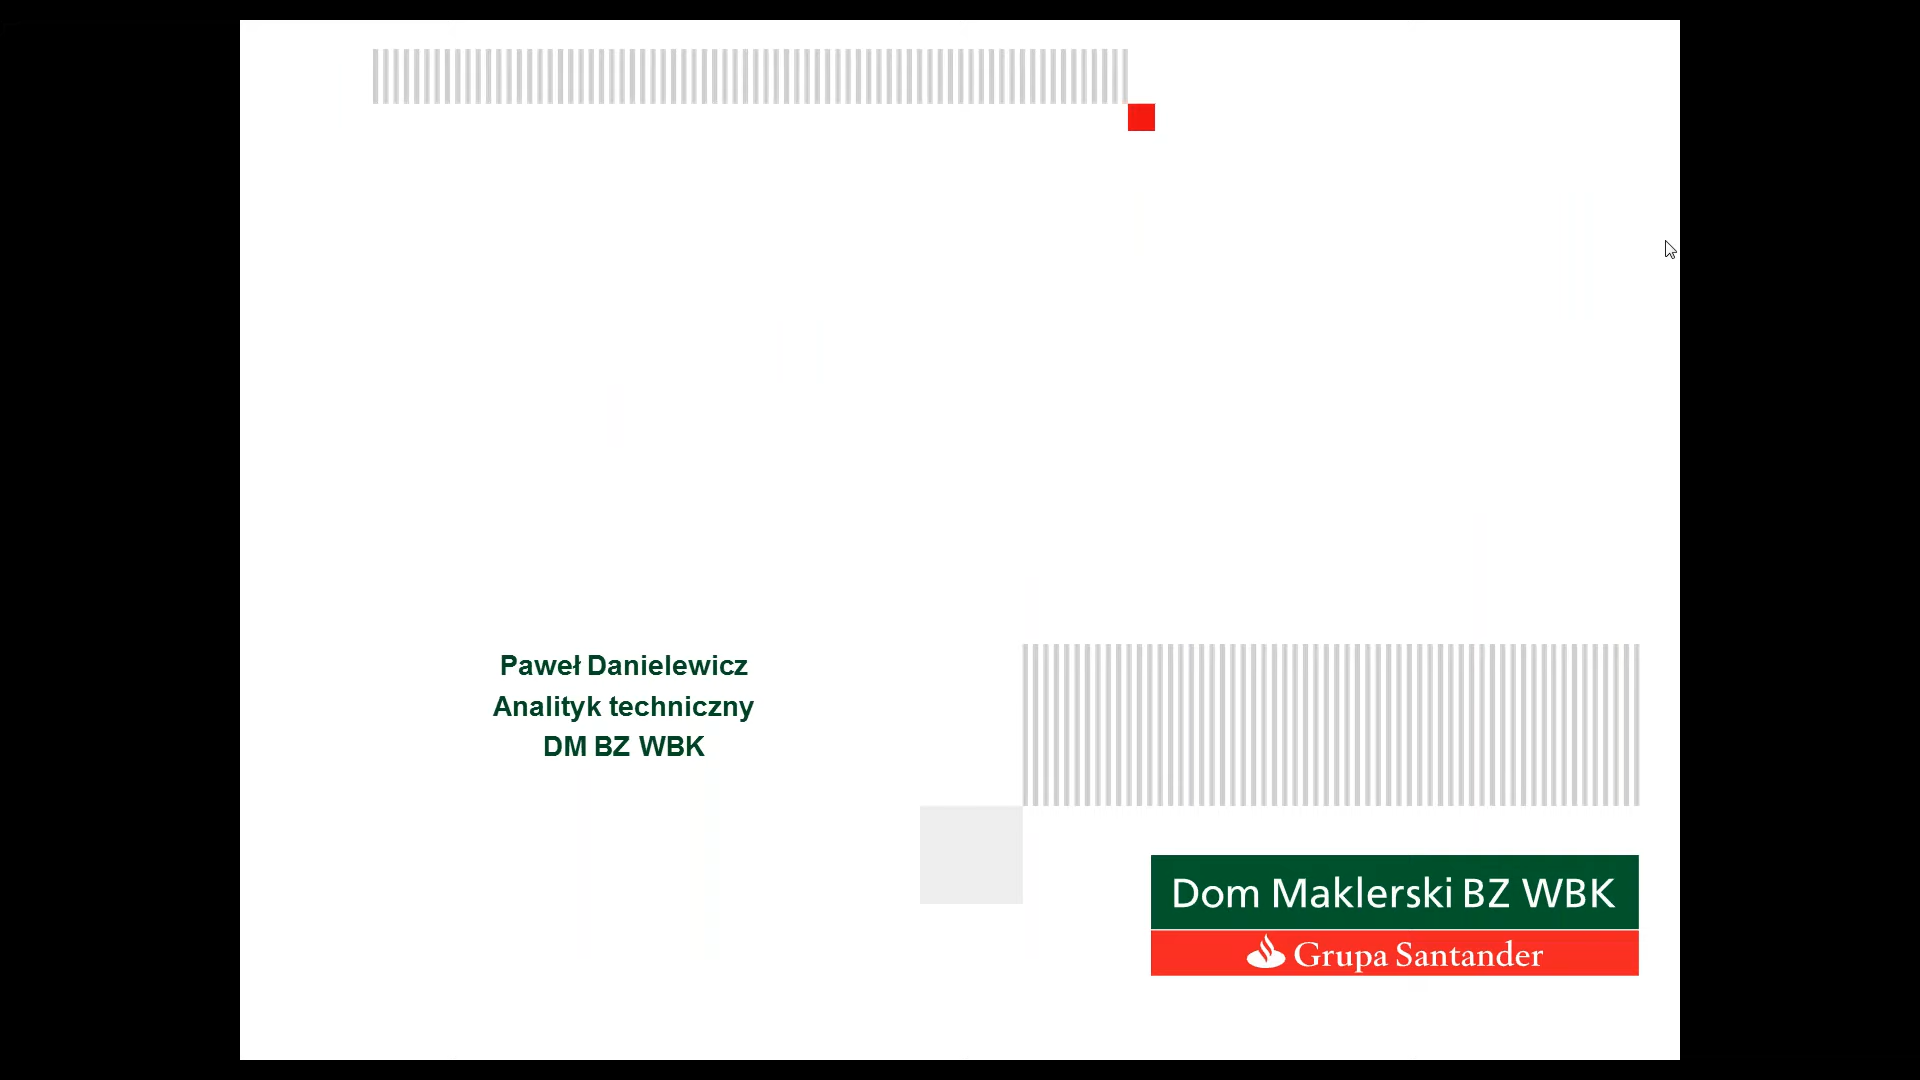 Paweł Danielewicz
Analityk techniczny
DM BZ WBK
Dom Maklerski BZ WBK
Grupa Santander